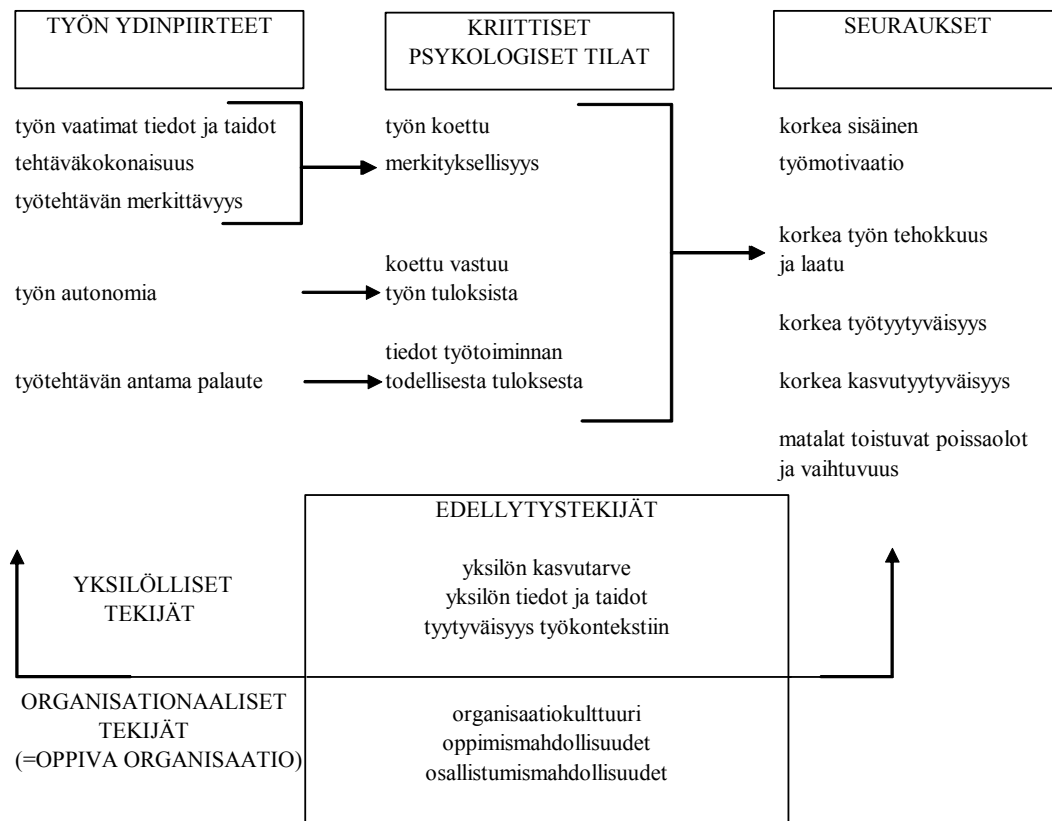 TYÖN YDINPIIRTEET
KRIITTISET
PSYKOLOGISET TILAT
SEURAUKSET
työn vaatimat tiedot ja taidot
tehtäväkokonaisuus
työtehtävän merkittävyys
työn autonomia
työtehtävän antama palaute
työn koettu
merkityksellisyys
koettu vastuu
työn tuloksista
tiedot työtoiminnan
todellisesta tuloksesta
korkea sisäinen
työmotivaatio
korkea työn tehokkuus
ja laatu
korkea työtyytyväisyys
korkea kasvutyytyväisyys
matalat toistuvat poissaolot
ja vaihtuvuus
EDELLYTYSTEKIJÄT
YKSILÖLLISET
TEKIJÄT
yksilön kasvutarve
yksilön tiedot ja taidot
tyytyväisyys työkontekstiin
ORGANISATIONAALISET
TEKIJÄT
(=OPPIVA ORGANISAATIO)
organisaatiokulttuuri
oppimismahdollisuudet
osallistumismahdollisuudet